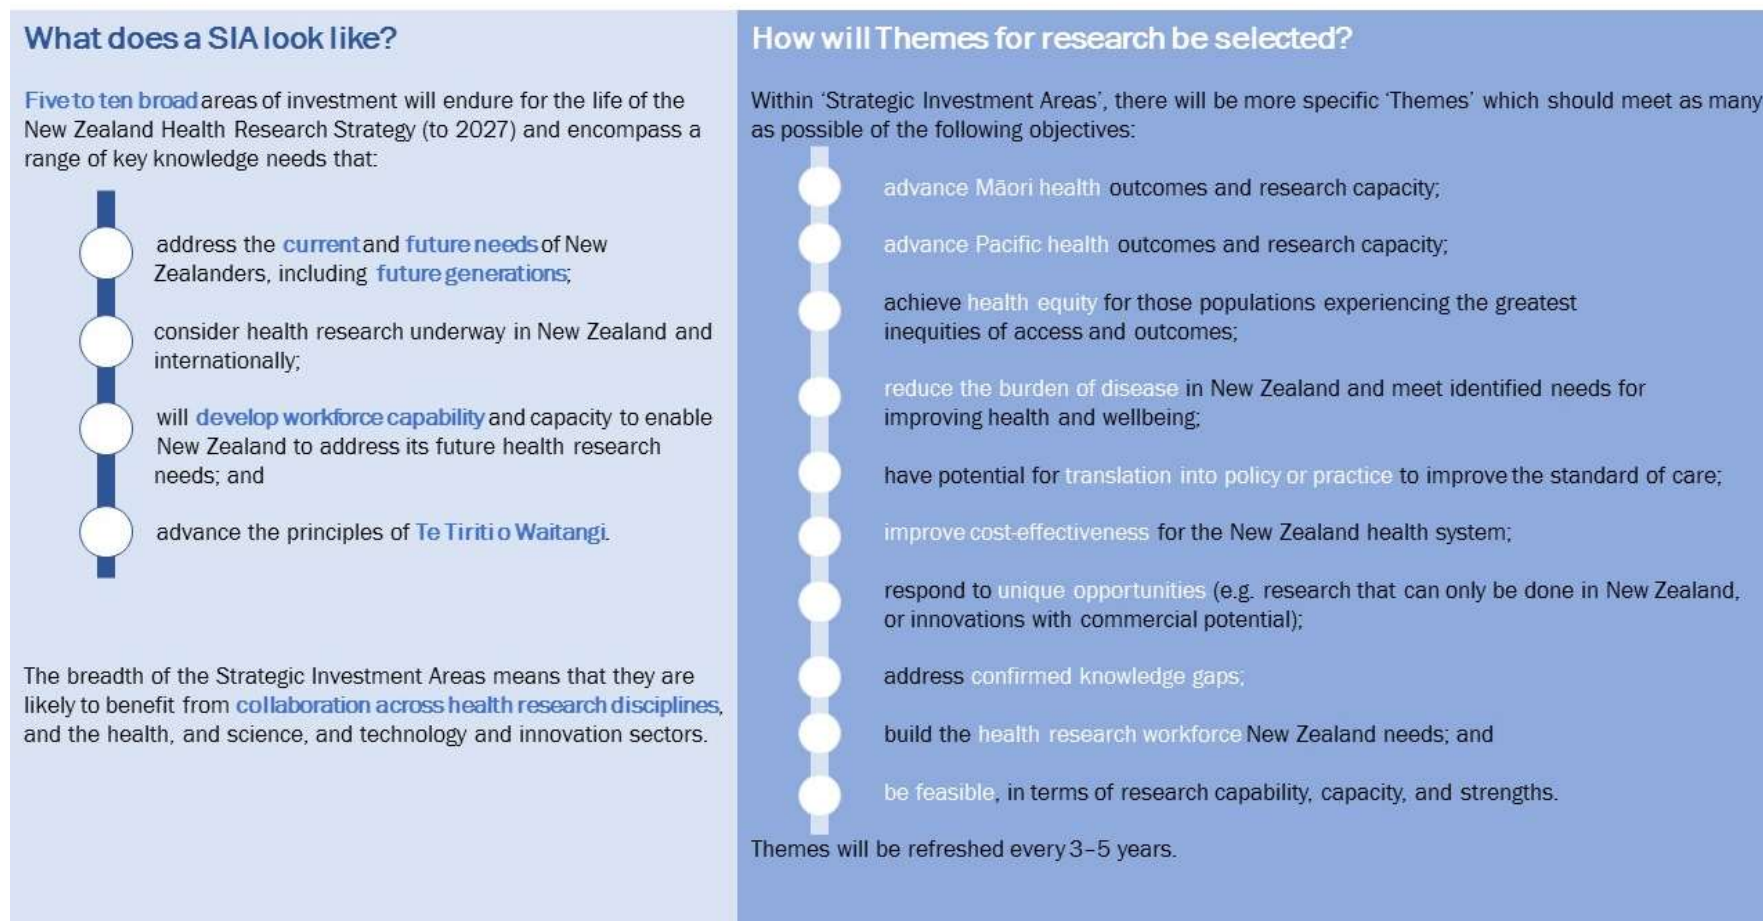 What does a SIA look like?
Five to ten broad areas of investment will endure for the life of the
New Zealand Health Research Strategy (to 2027) and encompass a
range of key knowledge needs that:
address the current and future needs of New
Zealanders, including future generations;
consider health research underway in New Zealand and
internationally;
will develop workforce capability and capacity to enable
New Zealand to address its future health research
needs; and
advance the principles of Te Tiriti o Waitangi.
The breadth of the Strategic Investment Areas means that they are
likely to benefit from collaboration across health research disciplines,
and the health, and science, and technology and innovation sectors.
How will Themes for research be selected?
Within ‘Strategic Investment Areas’, there will be more specific ‘Themes’ which should meet as many
as possible of the following objectives:
advance Māori health outcomes and research capacity;
advance Pacific health outcomes and research capacity;
achieve health equity for those populations experiencing the greatest
inequities of access and outcomes;
reduce the burden of disease in New Zealand and meet identified needs for
improving health and wellbeing;
have potential for translation into policy or practice to improve the standard of care;
improve cost-effectiveness for the New Zealand health system;
respond to unique opportunities (e.g. research that can only be done in New Zealand,
or innovations with commercial potential);
address confirmed knowledge gaps;
build the health research workforce New Zealand needs; and
be feasible, in terms of research capability, capacity, and strengths.
Themes will be refreshed every 3–5 years.